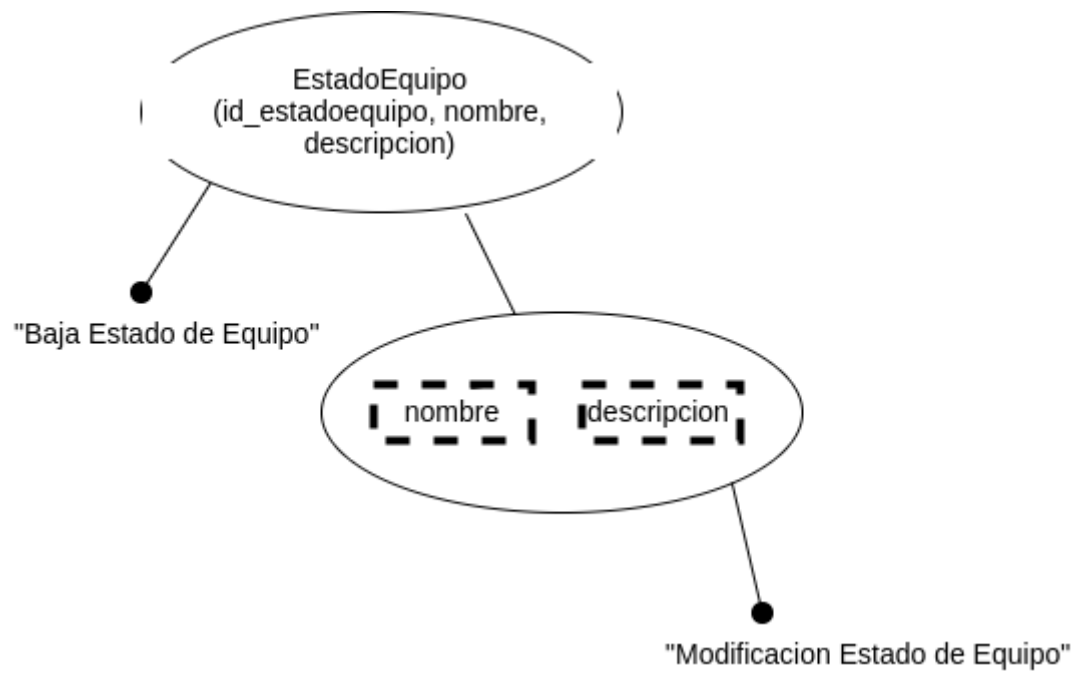 EstadoEquipo
(id_estadoequipo, nombre,
descripcion)
"Baja Estado de Equipo"
nombre
descripcion
"Modificacion Estado de Equipo"